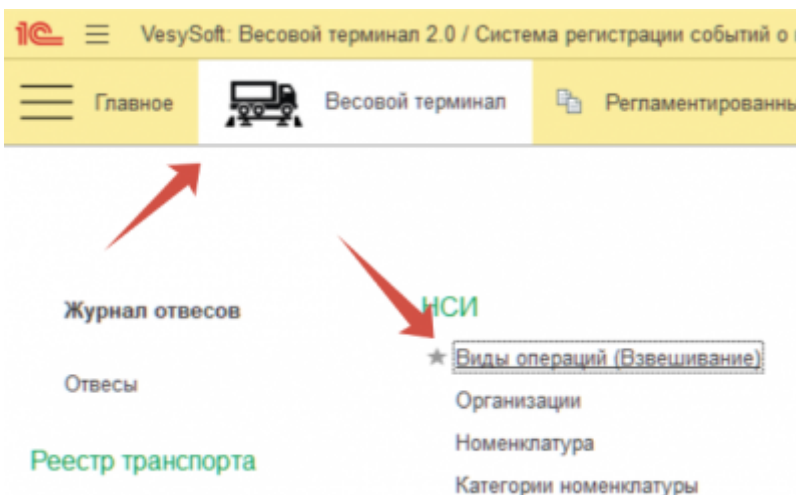 1С VesySoft: Весовой терминал 2.0 / Система регистрации событий о
Главное Весовой терминал Регламентированны
Журнал отвесов
Отвесы
Реестр транспорта
НСИ
Виды операций (Взвешивание)
Организации
Номенклатура
Категории номенклатуры